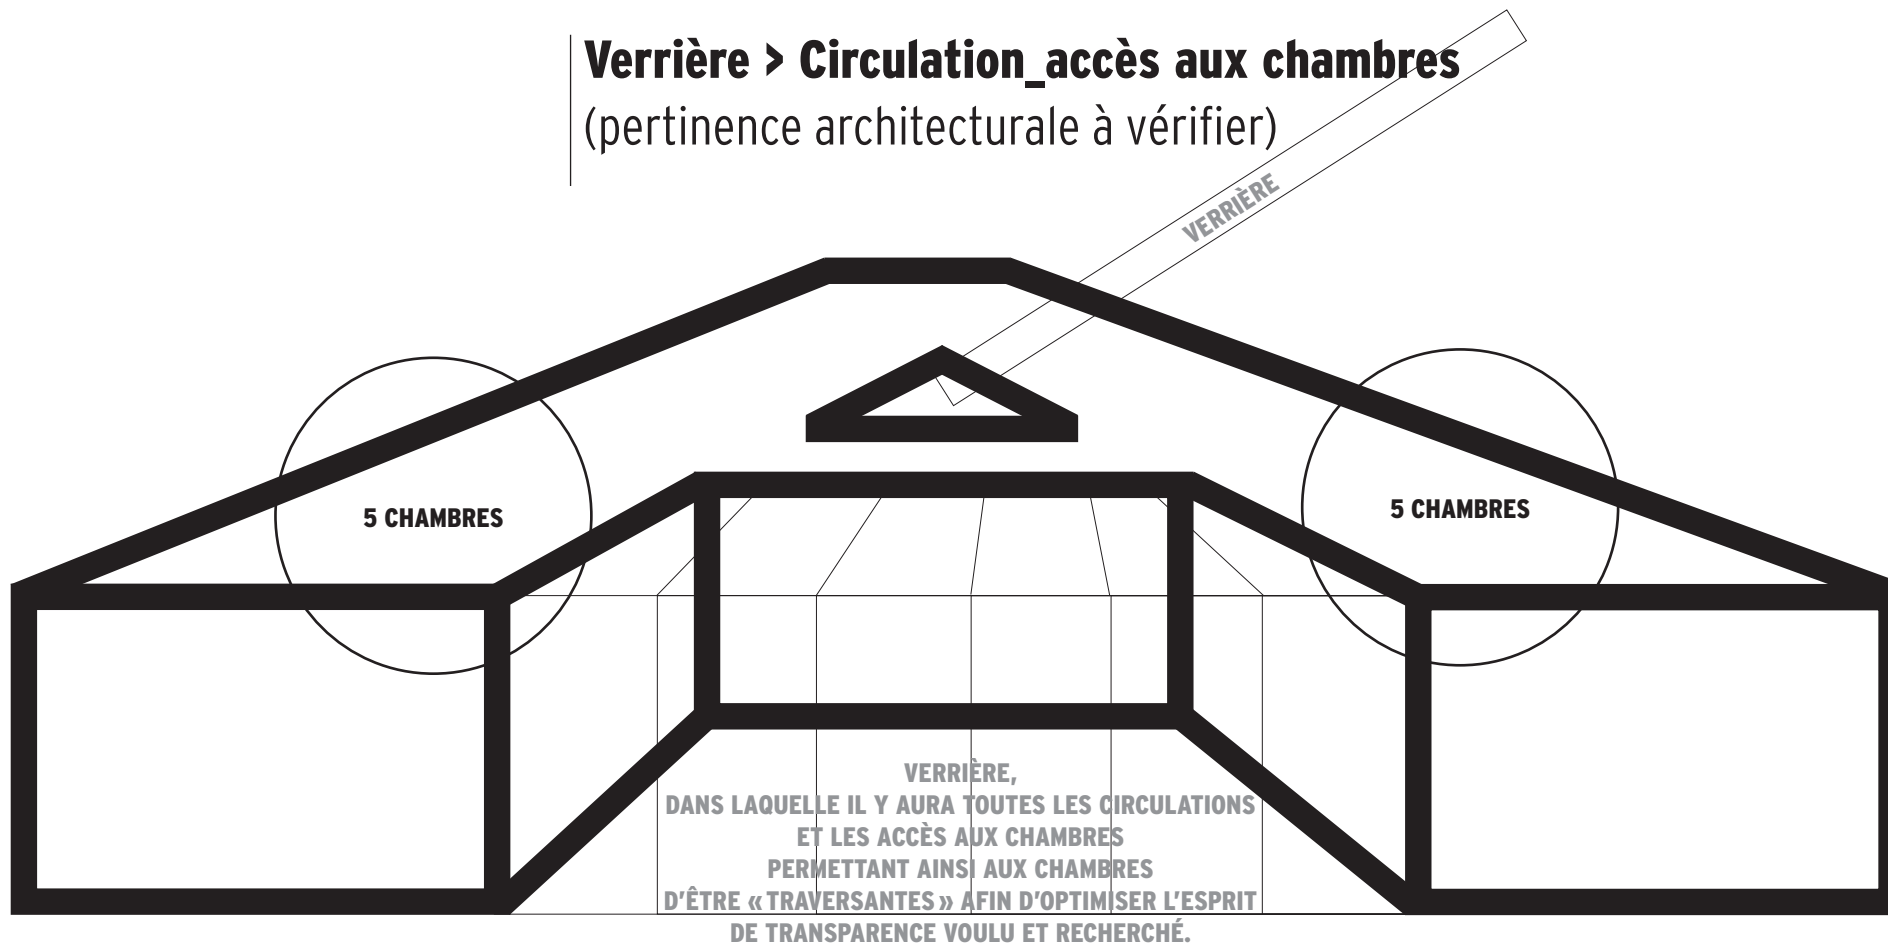 Verrière > Circulation_accès aux chambres
(pertinence architecturale à vérifier)
VERRIÈRE
5 CHAMBRES
5 CHAMBRES
VERRIÈRE,
DANS LAQUELLE IL Y AURA TOUTES LES CIRCULATIONS
ET LES ACCÈS AUX CHAMBRES
PERMETTANT AINSI AUX CHAMBRES
D'ÊTRE « TRAVERSANTES » AFIN D'OPTIMISER L'ESPRIT
DE TRANSPARENCE VOULU ET RECHERCHÉ.